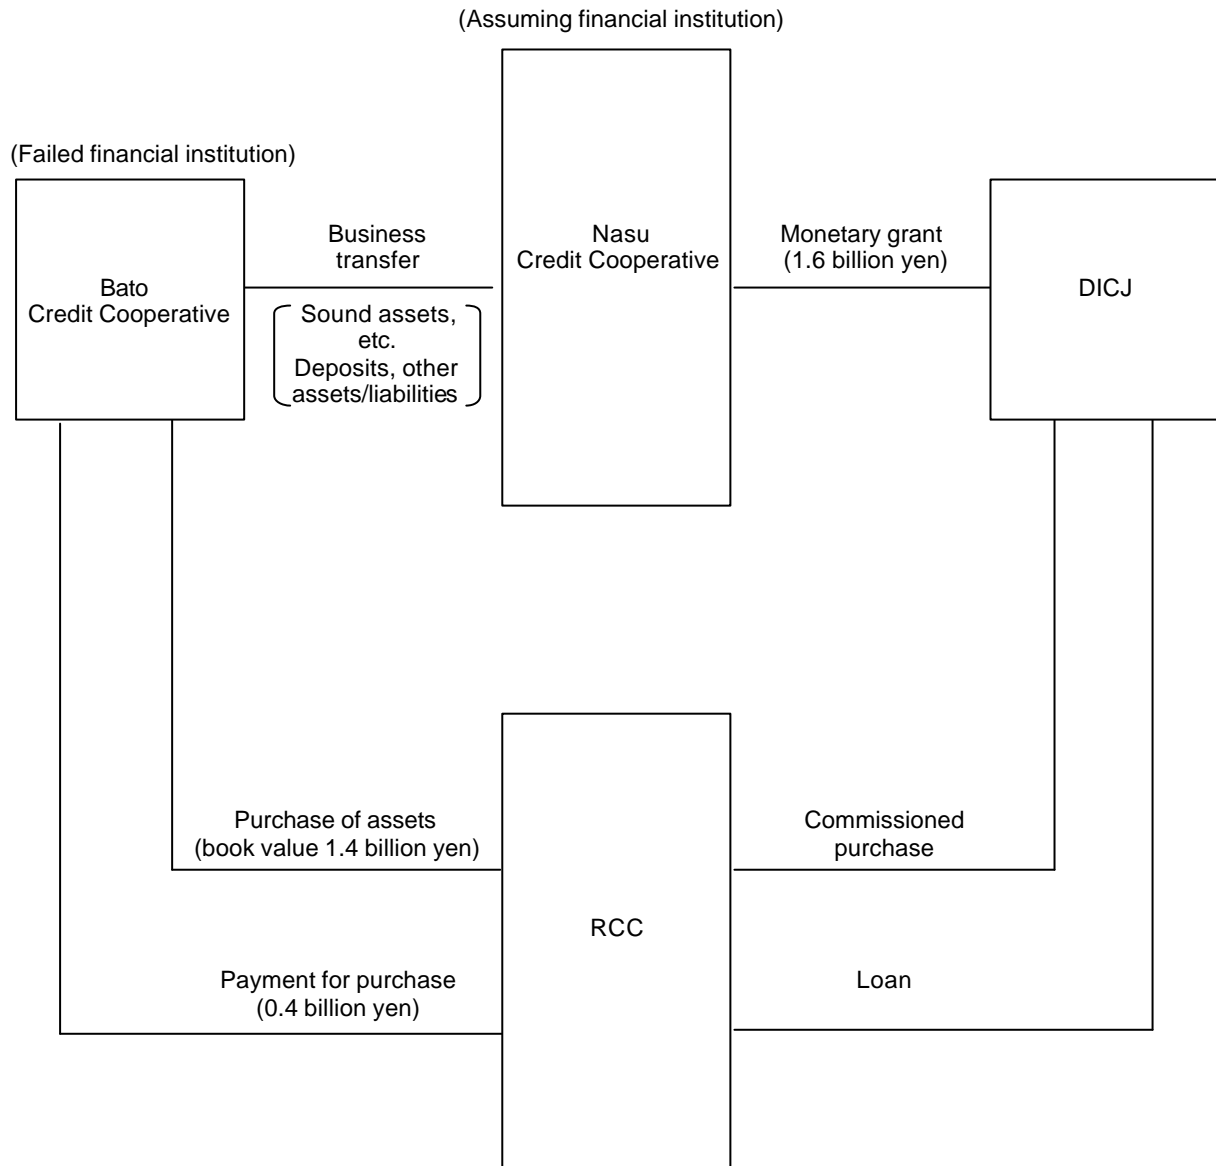 (Assuming financial institution)
(Failed financial institution)
Bato
Credit Cooperative
Business
transfer
Sound assets,
etc.
Deposits, other
assets/liabilities
Nasu
Credit Cooperative
Monetary grant
(1.6 billion yen)
DICJ
Purchase of assets
(book value 1.4 billion yen)
Commissioned
purchase
RCC
Payment for purchase
(0.4 billion yen)
Loan